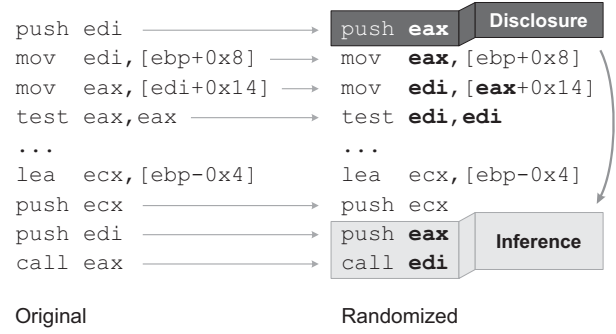 push edi
mov edi,[ebp+0x8]
mov eax,[edi+0x14]
test eax,eax
...
lea ecx,[ebp-0x4]
push ecx
push edi
call eax
Original
push eax
Disclosure
mov eax,[ebp+0x8]
mov edi,[eax+0x14]
test edi,edi
...
lea ecx,[ebp-0x4]
push ecx
push eax
call edi
Inference
Randomized